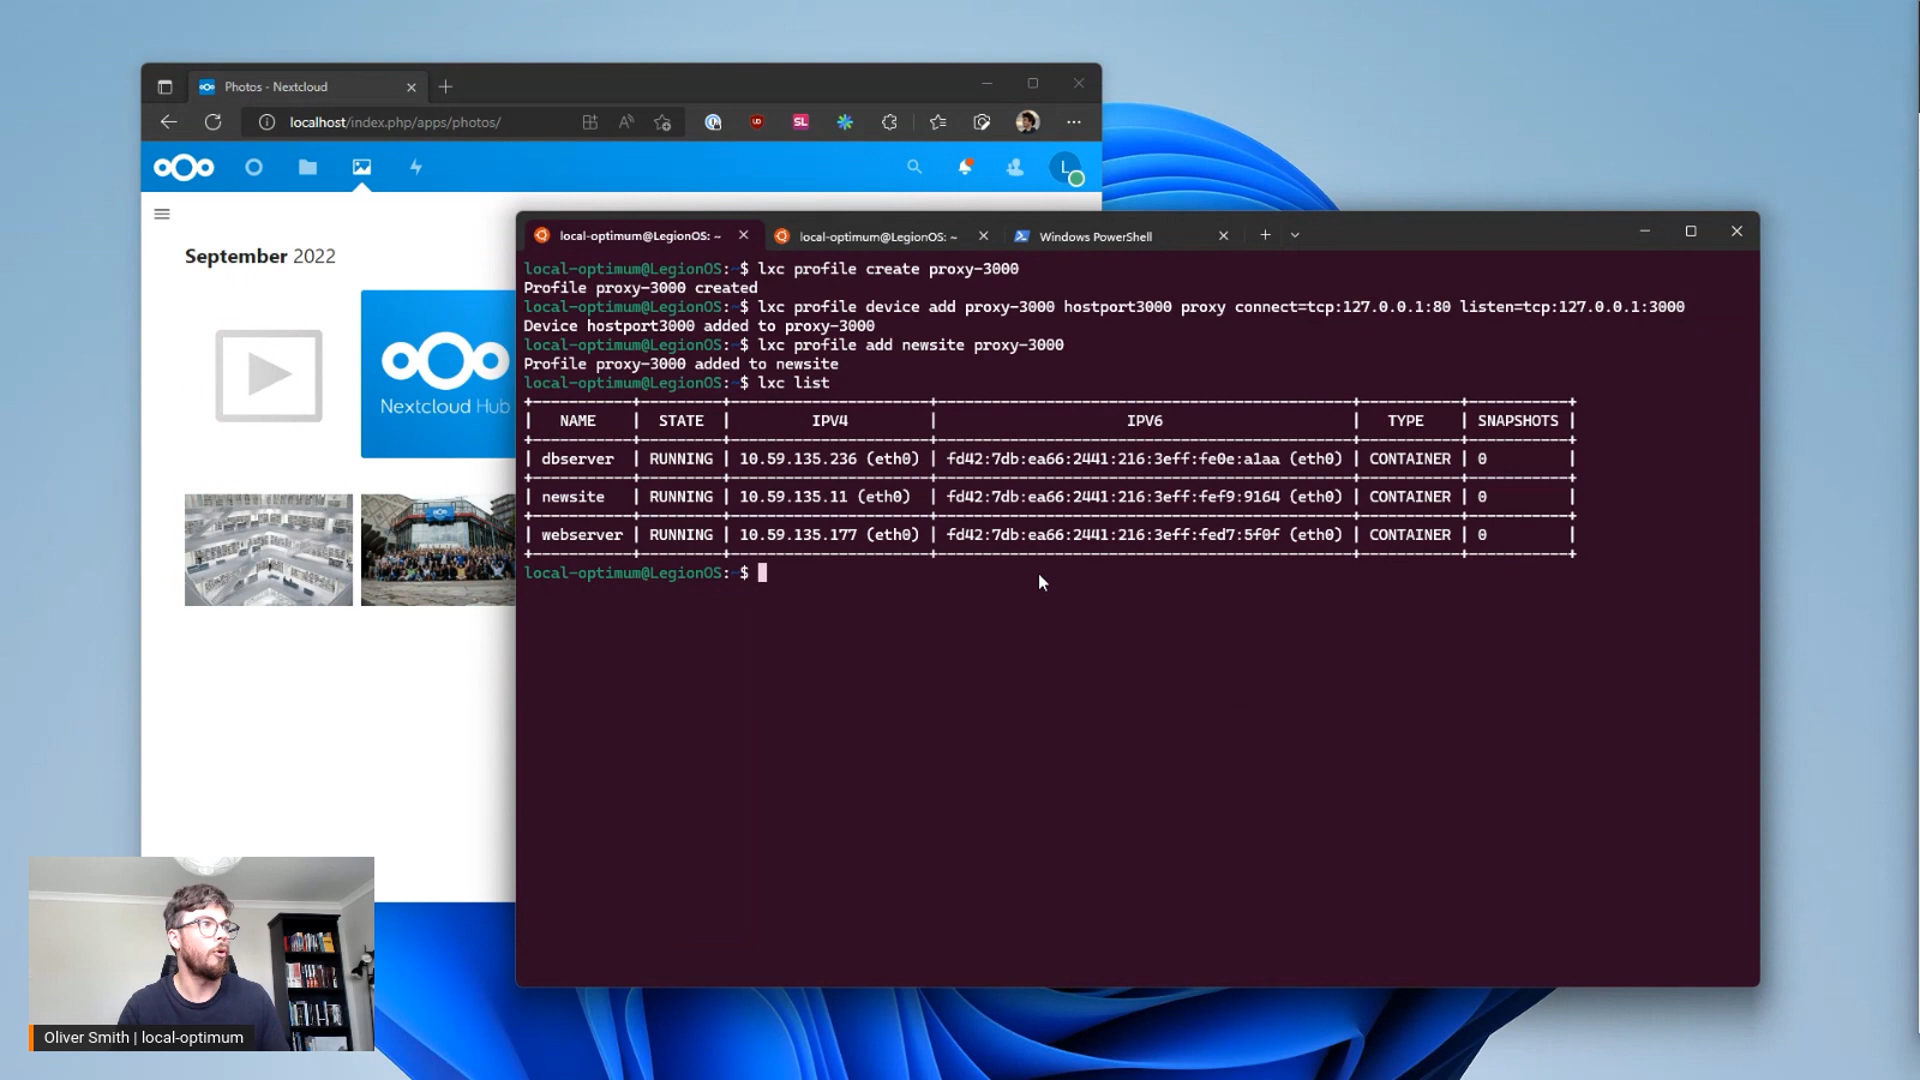 Photos - Nextcloud
localhost/index.php/apps/photos/
L
September 2022
Nextcloud Hub
local-optimum@LegionOS: ~
local-optimum@LegionOS: ~
Windows PowerShell
local-optimum@LegionOS:~$ lxc profile create proxy-3000
Profile proxy-3000 created
local-optimum@LegionOS:~$ lxc profile device add proxy-3000 hostport3000 proxy connect=tcp:127.0.0.1:80 listen=tcp:127.0.0.1:3000
Device hostport3000 added to proxy-3000
local-optimum@LegionOS:~$ lxc profile add newsite proxy-3000
Profile proxy-3000 added to newsite
local-optimum@LegionOS:~$ lxc list
| NAME | STATE | IPV4 | IPV6 | TYPE | SNAPSHOTS |
| dbserver | RUNNING | 10.59.135.236 (eth0) | fd42:7db:ea66:2441:216:3eff:fe0e:a1aa (eth0) | CONTAINER | 0 |
| newsite | RUNNING | 10.59.135.11 (eth0) | fd42:7db:ea66:2441:216:3eff:fef9:9164 (eth0) | CONTAINER | 0 |
| webserver | RUNNING | 10.59.135.177 (eth0) | fd42:7db:ea66:2441:216:3eff:fed7:5f0f (eth0) | CONTAINER | 0 |
local-optimum@LegionOS:~$
Oliver Smith | local-optimum